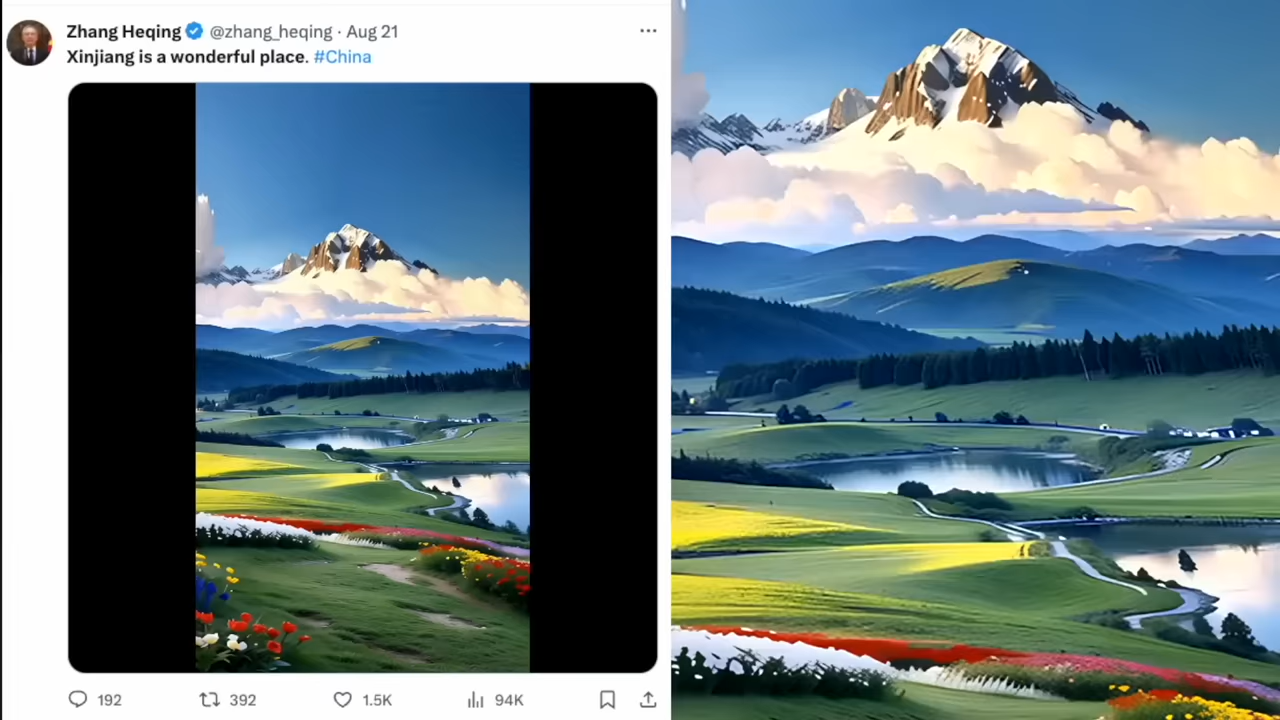 Zhang Heqing @zhang_heqing · Aug 21
Xinjiang is a wonderful place. #China
192 392 1.5K 94K